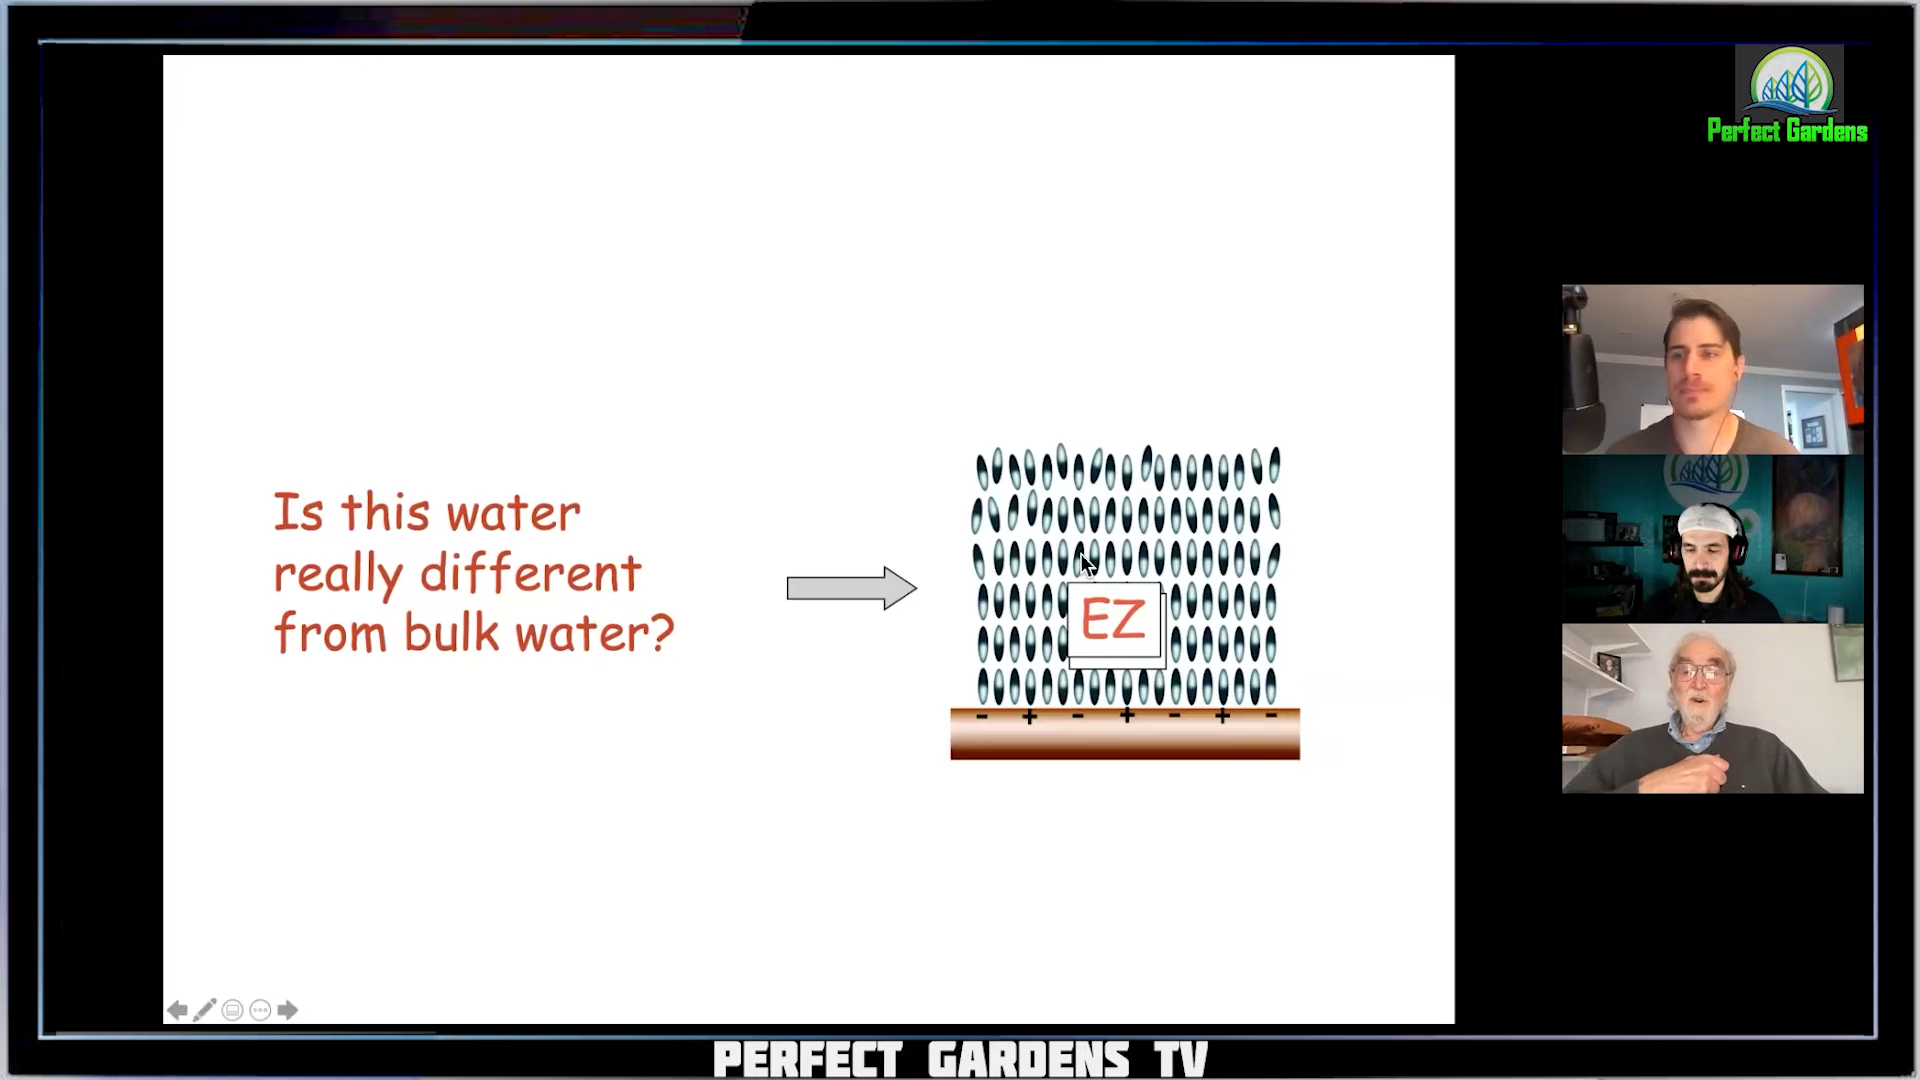 Perfect Gardens
Is this water
really different
from bulk water?
EZ
- + - + - + -
PERFECT GARDENS TV